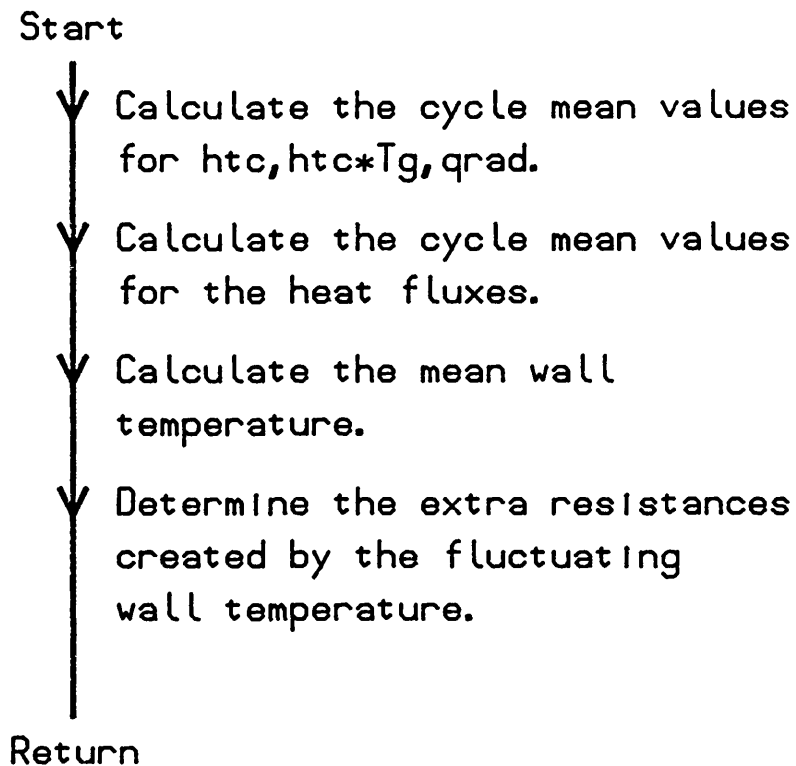 Start
Calculate the cycle mean values
for htc,htc*Tg,qrad.
Calculate the cycle mean values
for the heat fluxes.
Calculate the mean wall
temperature.
Determine the extra resistances
created by the fluctuating
wall temperature.
Return